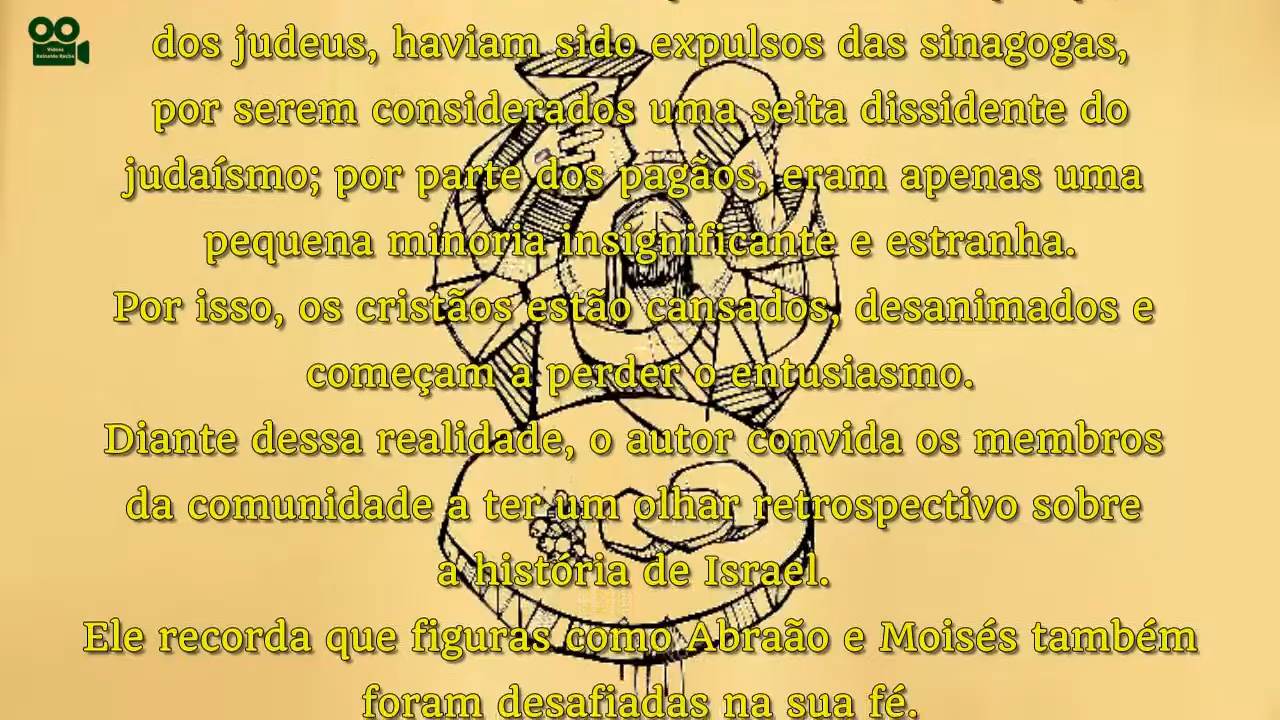 Vídeos
Reinaldo Rocha
dos judeus, haviam sido expulsos das sinagogas,
por serem considerados uma seita dissidente do
judaísmo; por parte dos pagãos, eram apenas uma
pequena minoria insignificante e estranha.
Por isso, os cristãos estão cansados, desanimados e
começam a perder o entusiasmo.
Diante dessa realidade, o autor convida os membros
da comunidade a ter um olhar retrospectivo sobre
a história de Israel.
Ele recorda que figuras como Abraão e Moisés também
foram desafiadas na sua fé.